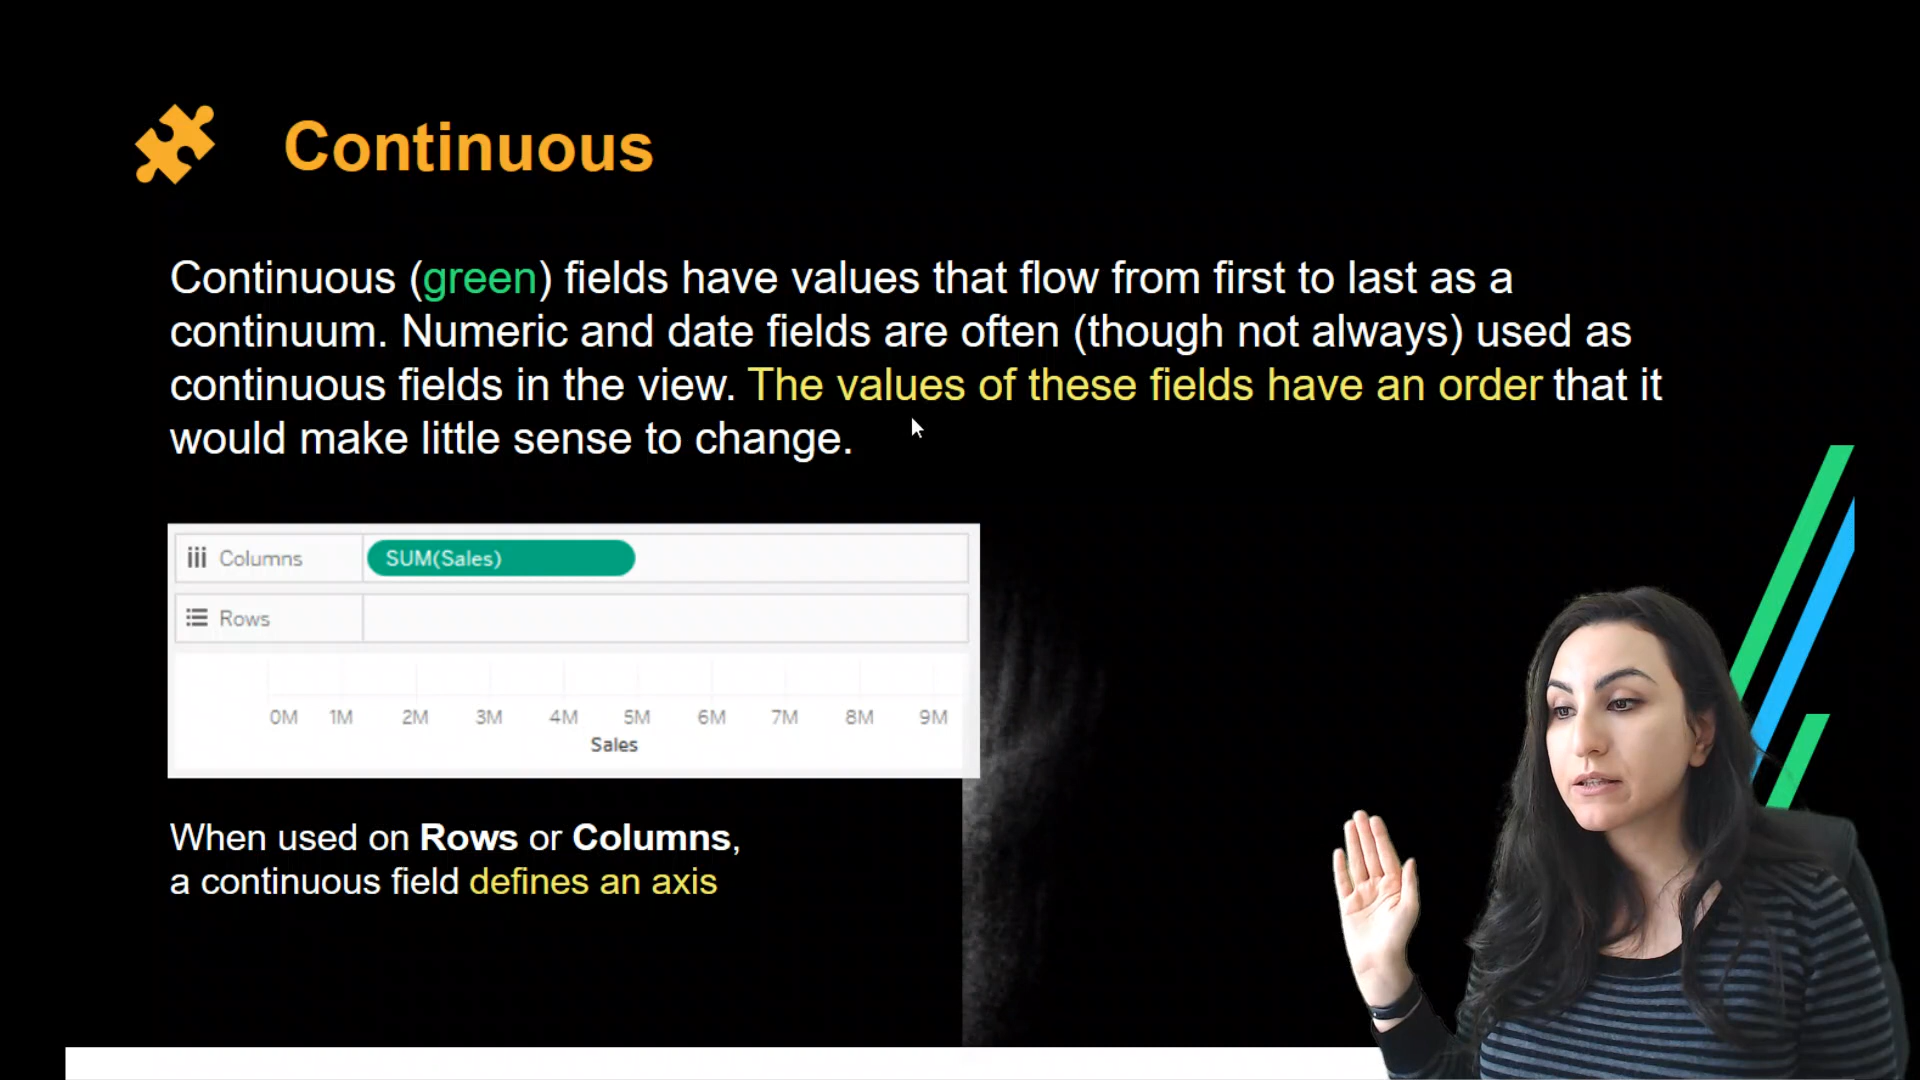 Continuous
Continuous (green) fields have values that flow from first to last as a
continuum. Numeric and date fields are often (though not always) used as
continuous fields in the view. The values of these fields have an order that it
would make little sense to change.
Columns SUM(Sales)
Rows
0M 1M 2M 3M 4M 5M 6M 7M 8M 9M
Sales
When used on Rows or Columns,
a continuous field defines an axis